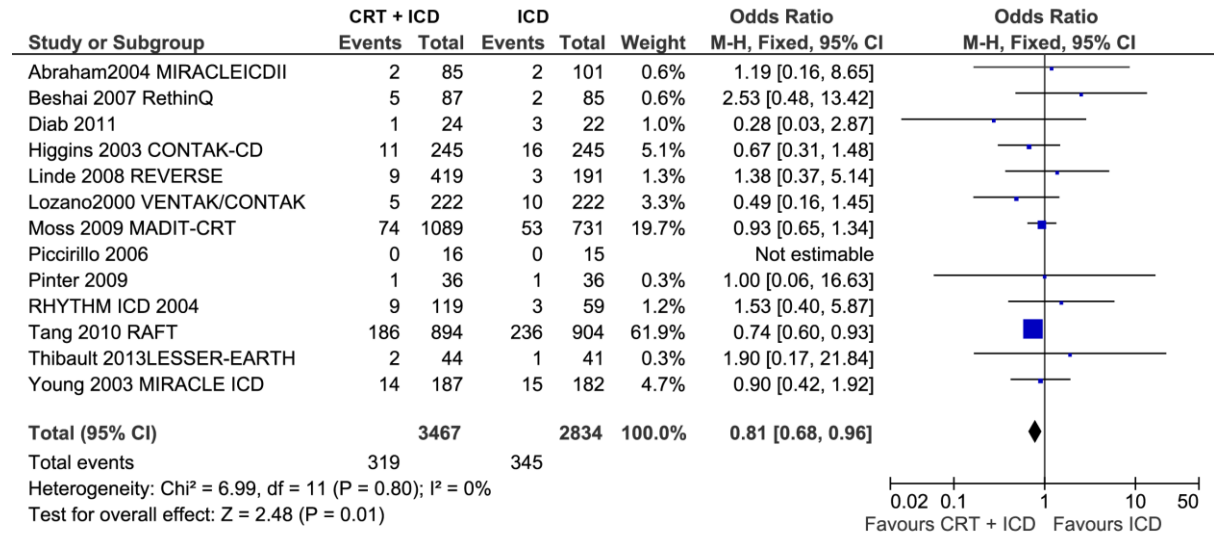 CRT + ICD ICD Odds Ratio Odds Ratio
Study or Subgroup Events Total Events Total Weight M-H, Fixed, 95% CI M-H, Fixed, 95% CI
Abraham2004 MIRACLEICDII 2 85 2 101 0.6% 1.19 [0.16, 8.65]
Beshai 2007 RethinQ 5 87 2 85 0.6% 2.53 [0.48, 13.42]
Diab 2011 1 24 3 22 1.0% 0.28 [0.03, 2.87]
Higgins 2003 CONTAK-CD 11 245 16 245 5.1% 0.67 [0.31, 1.48]
Linde 2008 REVERSE 9 419 3 191 1.3% 1.38 [0.37, 5.14]
Lozano2000 VENTAK/CONTAK 5 222 10 222 3.3% 0.49 [0.16, 1.45]
Moss 2009 MADIT-CRT 74 1089 53 731 19.7% 0.93 [0.65, 1.34]
Piccirillo 2006 0 16 0 15 Not estimable
Pinter 2009 1 36 1 36 0.3% 1.00 [0.06, 16.63]
RHYTHM ICD 2004 9 119 3 59 1.2% 1.53 [0.40, 5.87]
Tang 2010 RAFT 186 894 236 904 61.9% 0.74 [0.60, 0.93]
Thibault 2013LESSER-EARTH 2 44 1 41 0.3% 1.90 [0.17, 21.84]
Young 2003 MIRACLE ICD 14 187 15 182 4.7% 0.90 [0.42, 1.92]
Total (95% CI) 3467 2834 100.0% 0.81 [0.68, 0.96]
Total events 319 345
Heterogeneity: Chi² = 6.99, df = 11 (P = 0.80); I² = 0%
Test for overall effect: Z = 2.48 (P = 0.01)
0.02 0.1 1 10 50
Favours CRT + ICD Favours ICD